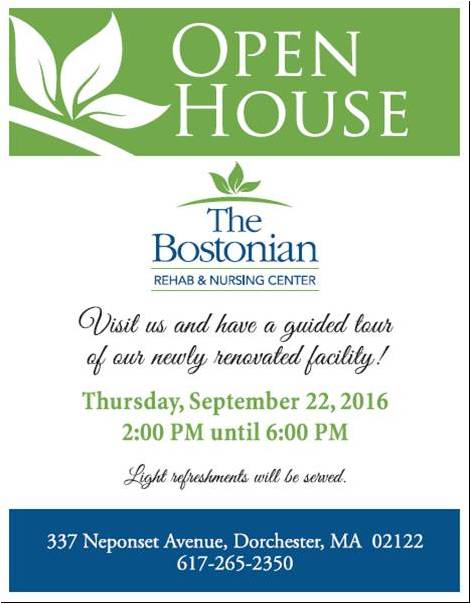 OPEN
HOUSE
The
Bostonian
REHAB & NURSING CENTER
Visit us and have a guided tour
of our newly renovated facility!
Thursday, September 22, 2016
2:00 PM until 6:00 PM
Light refreshments will be served.
337 Neponset Avenue, Dorchester, MA 02122
617-265-2350